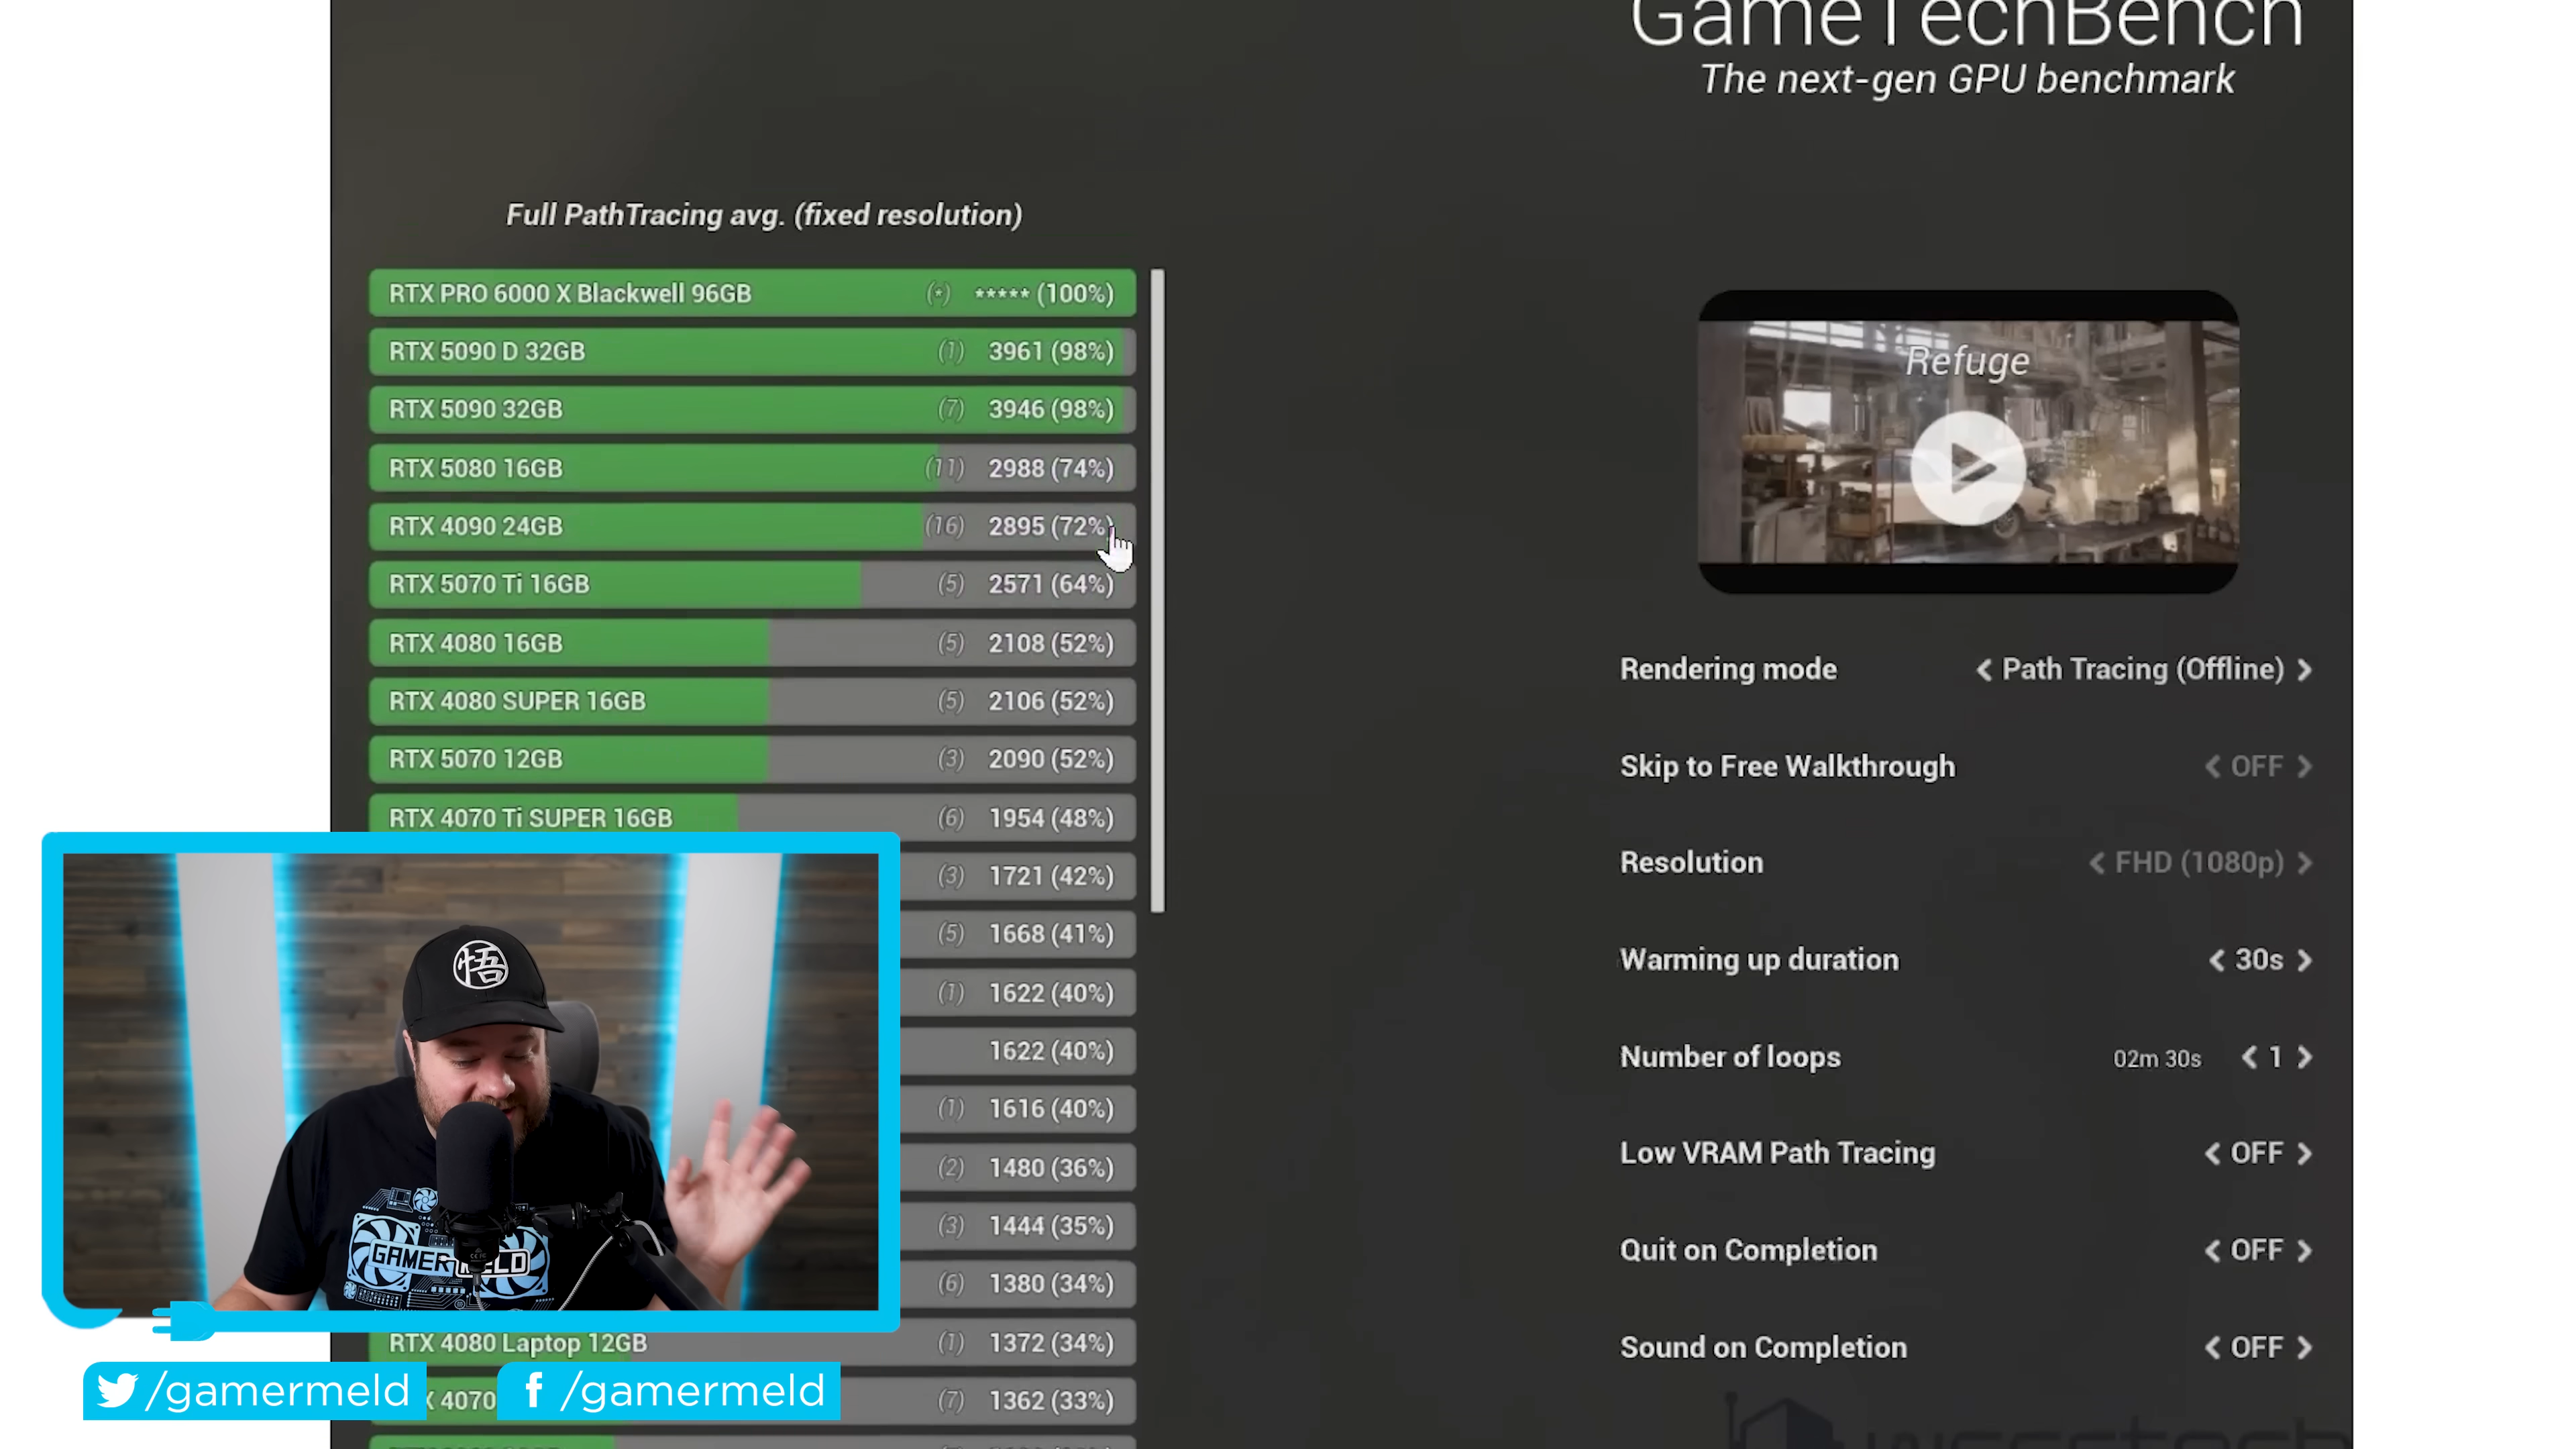 GameTechBench
The next-gen GPU benchmark
Full PathTracing avg. (fixed resolution)
RTX PRO 6000 X Blackwell 96GB (*) ***** (100%)
RTX 5090 D 32GB (1) 3961 (98%)
RTX 5090 32GB (7) 3946 (98%)
RTX 5080 16GB (11) 2988 (74%)
RTX 4090 24GB (16) 2895 (72%)
RTX 5070 Ti 16GB (5) 2571 (64%)
RTX 4080 16GB (5) 2108 (52%)
RTX 4080 SUPER 16GB (5) 2106 (52%)
RTX 5070 12GB (3) 2090 (52%)
RTX 4070 Ti SUPER 16GB (6) 1954 (48%)
(3) 1721 (42%)
(5) 1668 (41%)
(1) 1622 (40%)
1622 (40%)
(1) 1616 (40%)
(2) 1480 (36%)
(3) 1444 (35%)
(6) 1380 (34%)
RTX 4080 Laptop 12GB (1) 1372 (34%)
4070 (7) 1362 (33%)
Refuge
Rendering mode < Path Tracing (Offline) >
Skip to Free Walkthrough < OFF >
Resolution < FHD (1080p) >
Warming up duration < 30s >
Number of loops 02m 30s < 1 >
Low VRAM Path Tracing < OFF >
Quit on Completion < OFF >
Sound on Completion < OFF >
悟
GAMER MELD
/gamermeld
f /gamermeld